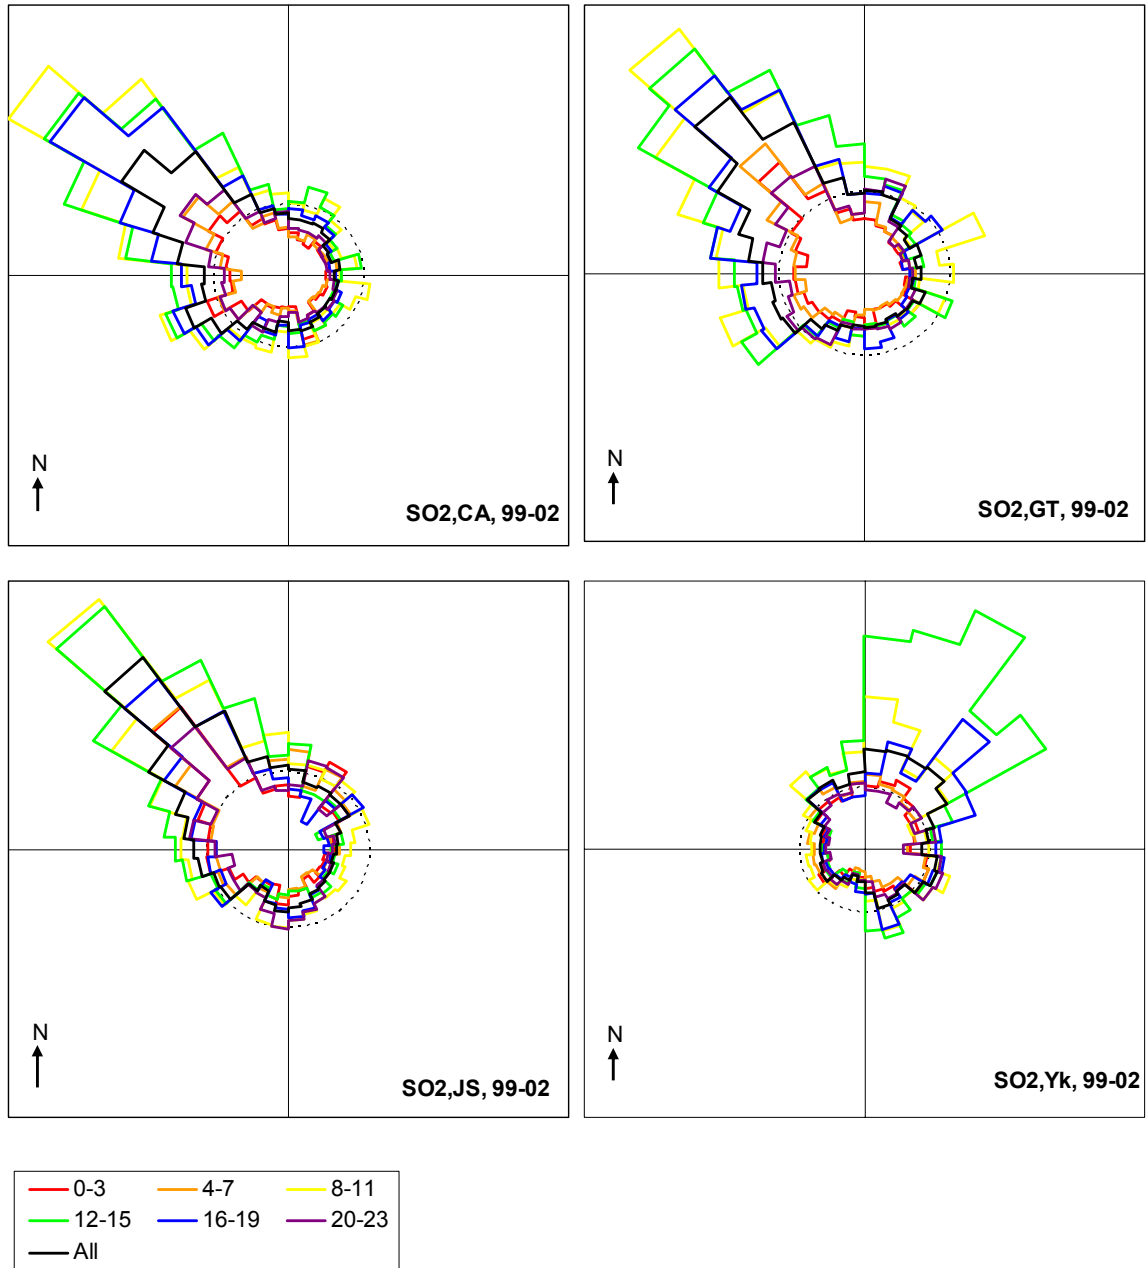 N
SO2,CA, 99-02
N
SO2,GT, 99-02
N
SO2,JS, 99-02
N
SO2,Yk, 99-02
0-3 4-7 8-11
12-15 16-19 20-23
All